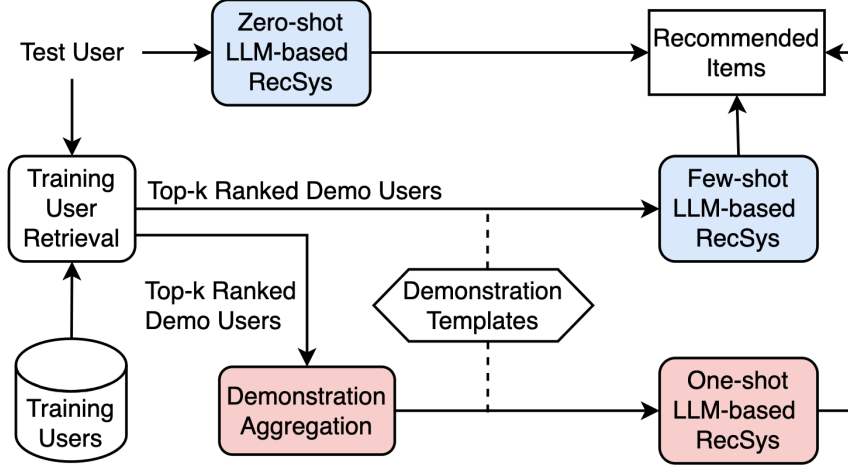 Test User
Zero-shot
LLM-based
RecSys
Recommended
Items
Training
User
Retrieval
Top-k Ranked Demo Users
Few-shot
LLM-based
RecSys
Top-k Ranked
Demo Users
Demonstration
Templates
Training
Users
Demonstration
Aggregation
One-shot
LLM-based
RecSys